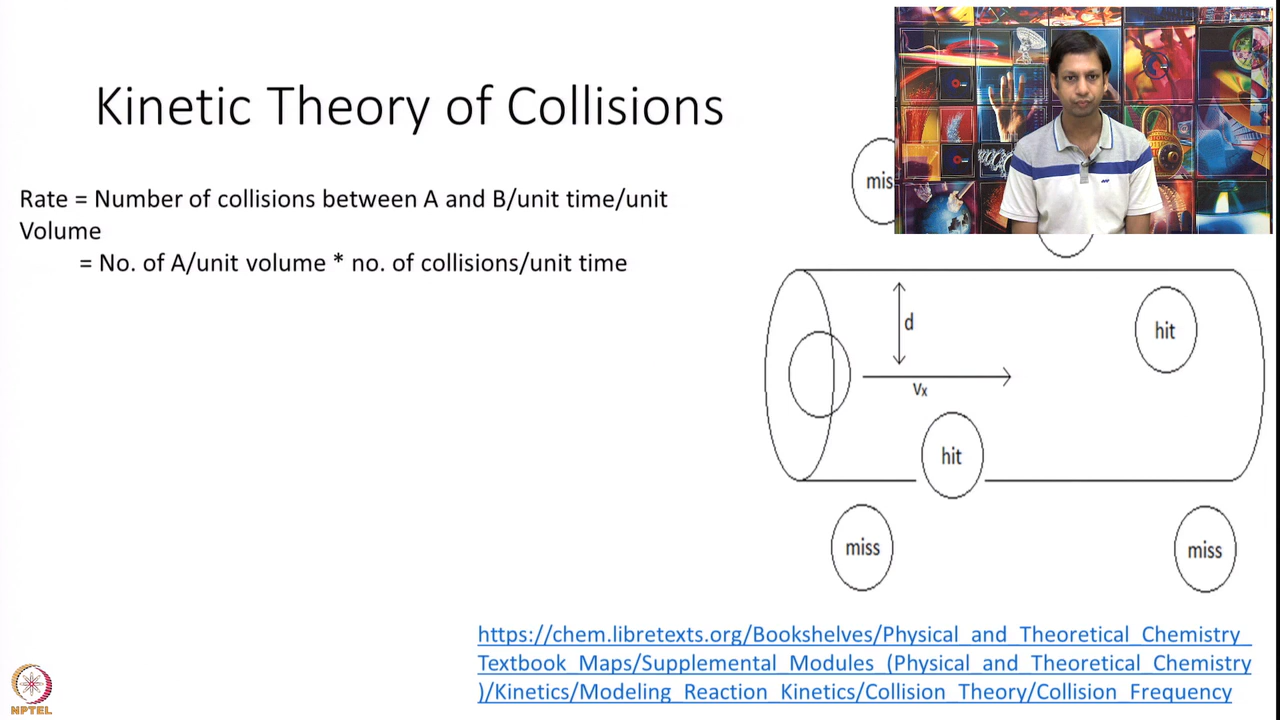 Kinetic Theory of Collisions
Rate = Number of collisions between A and B/unit time/unit
Volume
= No. of A/unit volume * no. of collisions/unit time
mis
d
hit
vx
hit
miss
miss
https://chem.libretexts.org/Bookshelves/Physical_and_Theoretical_Chemistry_
Textbook_Maps/Supplemental_Modules_(Physical_and_Theoretical_Chemistry
)/Kinetics/Modeling_Reaction_Kinetics/Collision_Theory/Collision_Frequency
NPTEL